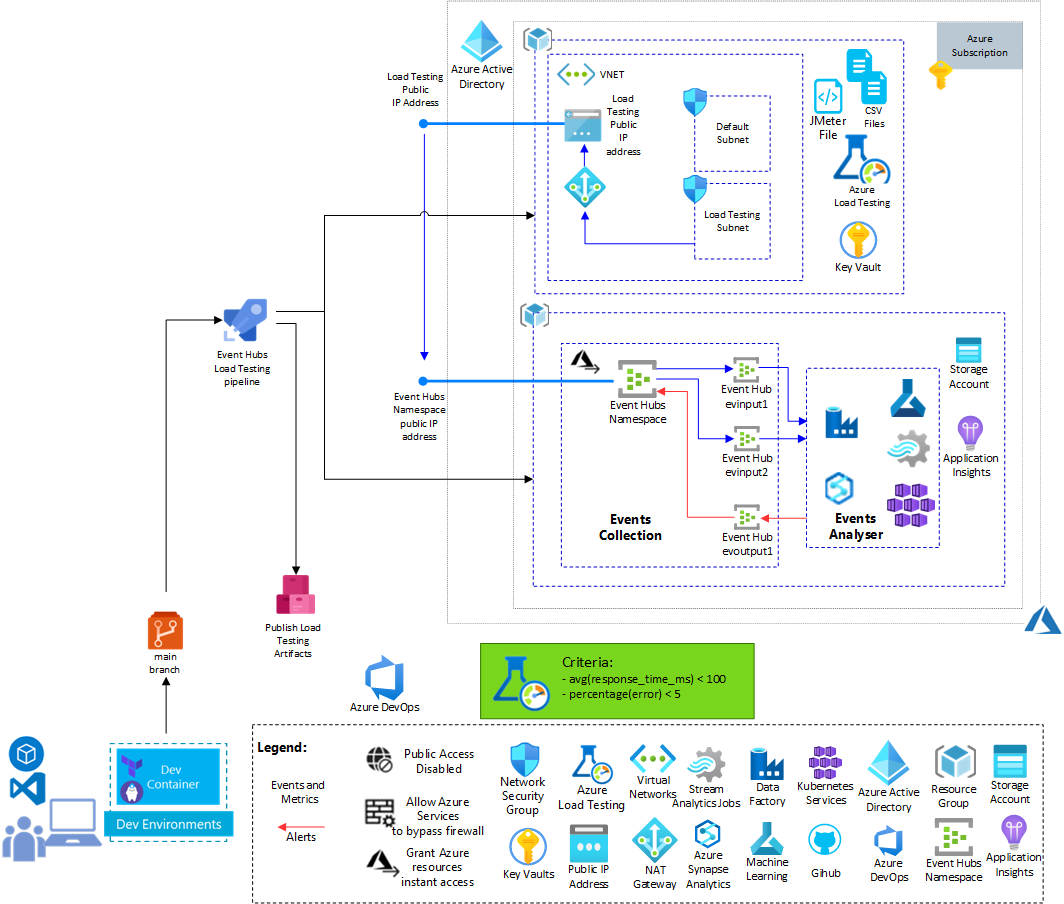 Azure
Subscription
Azure Active
Directory
Load Testing
Public
IP Address
VNET
Load
Testing
Public
IP
address
Default
Subnet
Load Testing
Subnet
JMeter
File
CSV
Files
Azure
Load Testing
Key Vault
Event Hubs
Load Testing
pipeline
Event Hubs
Namespace
public IP
address
Event Hubs
Namespace
Event Hub
evinput1
Event Hub
evinput2
Event Hub
evoutput1
Events
Collection
Events
Analyser
Storage
Account
Application
Insights
Publish Load
Testing
Artifacts
main
branch
Azure DevOps
Criteria:
- avg(response_time_ms) < 100
- percentage(error) < 5
Dev
Container
Dev Environments
Legend:
Events and
Metrics
Alerts
Public Access
Disabled
Allow Azure
Services
to bypass firewall
Grant Azure
resources
instant access
Network
Security
Group
Azure
Load Testing
Virtual
Networks
Stream
AnalyticsJobs
Data
Factory
Kubernetes
Services
Azure Active
Directory
Resource
Group
Storage
Account
Key Vaults
Public IP
Address
NAT
Gateway
Azure
Synapse
Analytics
Machine
Learning
Gihub
Azure
DevOps
Event Hubs
Namespace
Application
Insights